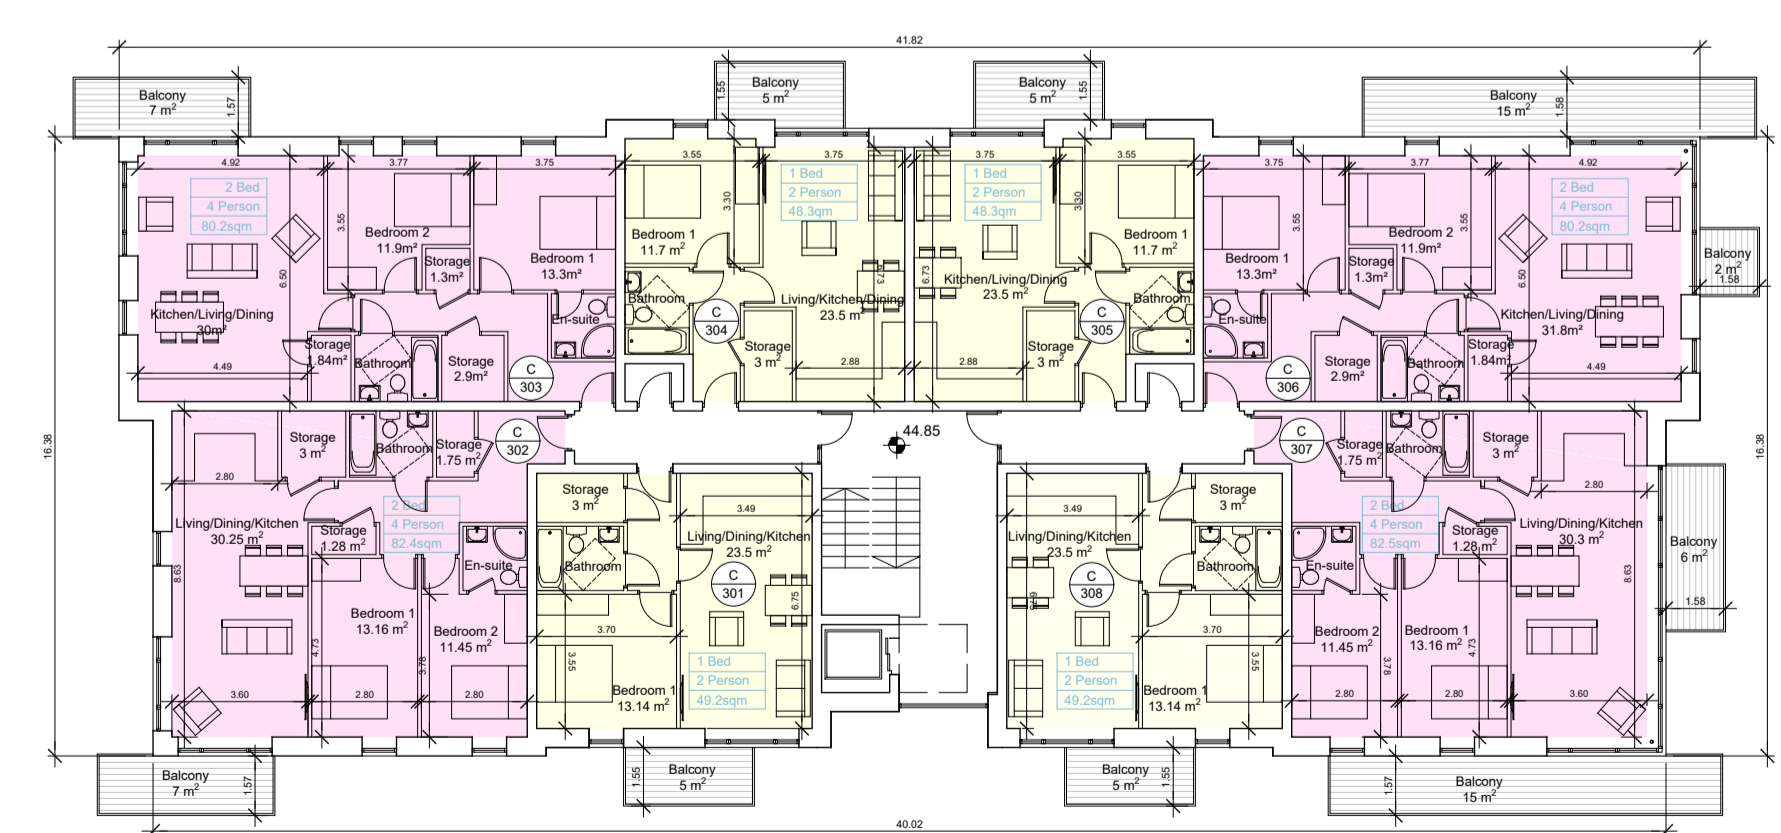 41.82
Balcony
7 m²
1.57
1.55
Balcony
5 m²
Balcony
5 m²
1.55
Balcony
15 m²
1.58
4.92
3.77
3.75
3.55
3.75
3.75
3.55
3.75
3.77
4.92
2 Bed
4 Person
80.2sqm
3.55
6.50
Bedroom 2
11.9m²
Storage
1.3m²
Bedroom 1
13.3m²
Kitchen/Living/Dining
30m²
4.49
Storage
1.84m²
Bathroom
Storage
2.9m²
En-suite
C
303
3.30
Bedroom 1
11.7 m²
Bathroom
C
304
1 Bed
2 Person
48.3qm
6.73
Living/Kitchen/Dining
23.5 m²
Storage
3 m²
2.88
1 Bed
2 Person
48.3qm
6.73
Kitchen/Living/Dining
23.5 m²
2.88
Storage
3 m²
3.30
Bedroom 1
11.7 m²
Bathroom
C
305
3.55
Bedroom 1
13.3m²
Storage
1.3m²
Bedroom 2
11.9m²
3.55
En-suite
C
306
Storage
2.9m²
Bathroom
Storage
1.84m²
2 Bed
4 Person
80.2sqm
6.50
Kitchen/Living/Dining
31.8m²
4.49
Balcony
2 m²
1.58
16.38
16.38
44.85
Storage
3 m²
Bathroom
Storage
1.75 m²
C
302
2.80
Living/Dining/Kitchen
30.25 m²
8.63
Storage
1.28 m²
2 Bed
4 Person
82.4sqm
En-suite
Bedroom 1
13.16 m²
4.73
Bedroom 2
11.45 m²
3.78
3.60
2.80
2.80
Storage
3 m²
Bathroom
3.49
Living/Dining/Kitchen
23.5 m²
C
301
6.75
3.70
3.55
Bedroom 1
13.14 m²
1 Bed
2 Person
49.2sqm
3.49
Living/Dining/Kitchen
23.5 m²
C
308
Storage
3 m²
Bathroom
3.70
3.55
1 Bed
2 Person
49.2sqm
Bedroom 1
13.14 m²
C
307
Storage
1.75 m²
Bathroom
Storage
3 m²
2.80
2 Bed
4 Person
82.5sqm
Storage
1.28 m²
Living/Dining/Kitchen
30.3 m²
8.63
En-suite
Bedroom 2
11.45 m²
3.78
Bedroom 1
13.16 m²
4.73
2.80
2.80
3.60
Balcony
6 m²
1.58
Balcony
7 m²
1.57
1.55
Balcony
5 m²
Balcony
5 m²
1.55
1.57
Balcony
15 m²
40.02